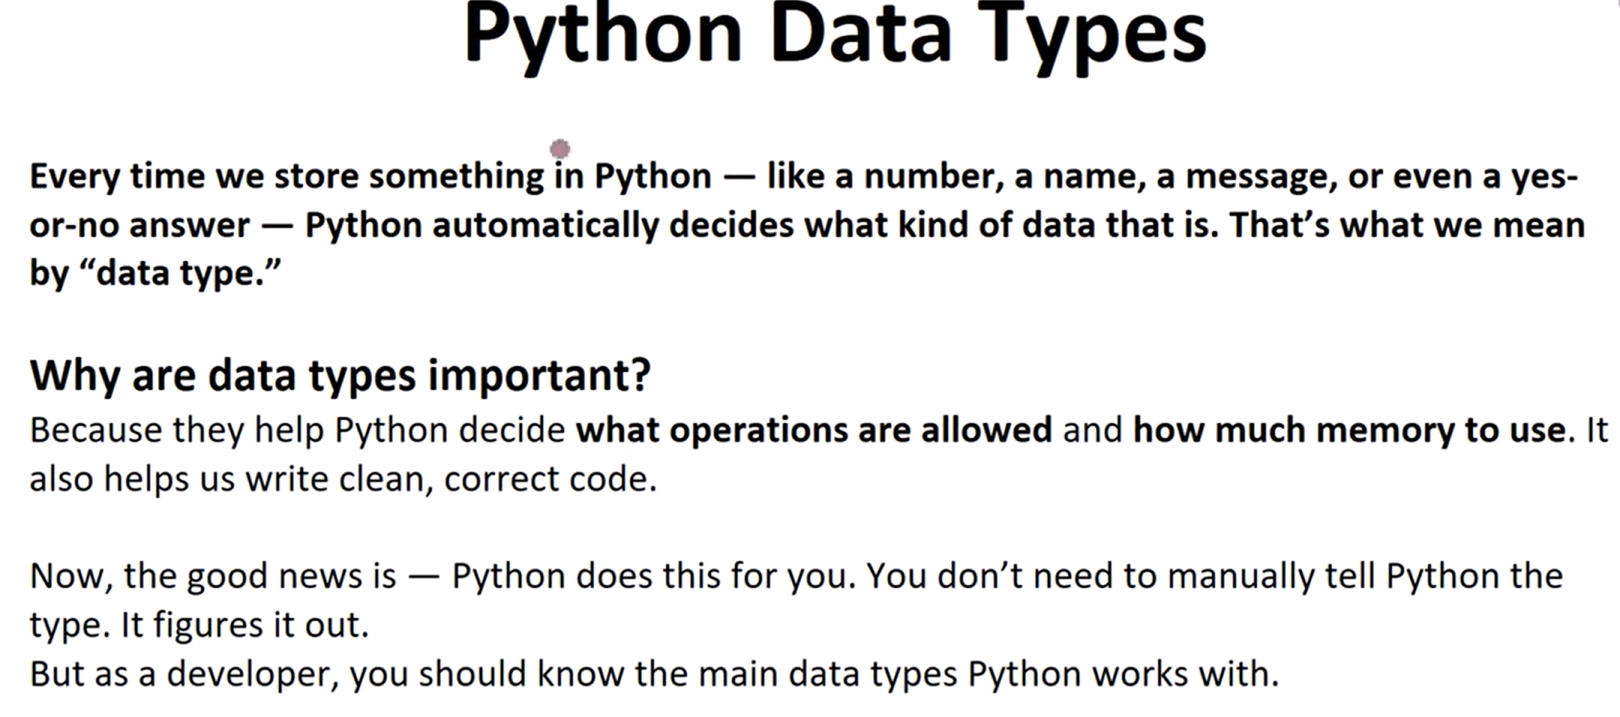 Python Data Types
Every time we store something in Python — like a number, a name, a message, or even a yes-
or-no answer — Python automatically decides what kind of data that is. That’s what we mean
by “data type.”
Why are data types important?
Because they help Python decide what operations are allowed and how much memory to use. It
also helps us write clean, correct code.
Now, the good news is — Python does this for you. You don’t need to manually tell Python the
type. It figures it out.
But as a developer, you should know the main data types Python works with.